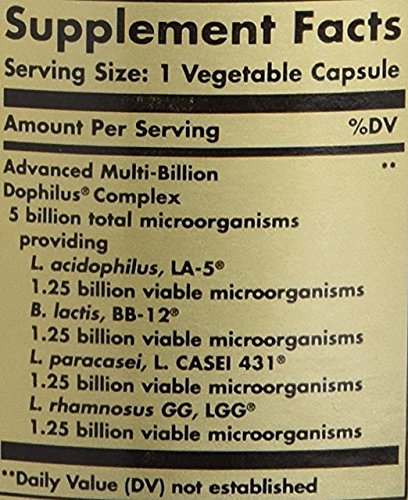 Supplement Facts
Serving Size: 1 Vegetable Capsule
Amount Per Serving %DV
Advanced Multi-Billion **
Dophilus® Complex
5 billion total microorganisms
providing
L. acidophilus, LA-5®
1.25 billion viable microorganisms
B. lactis, BB-12®
1.25 billion viable microorganisms
L. paracasei, L. CASEI 431®
1.25 billion viable microorganisms
L. rhamnosus GG, LGG®
1.25 billion viable microorganisms
**Daily Value (DV) not established